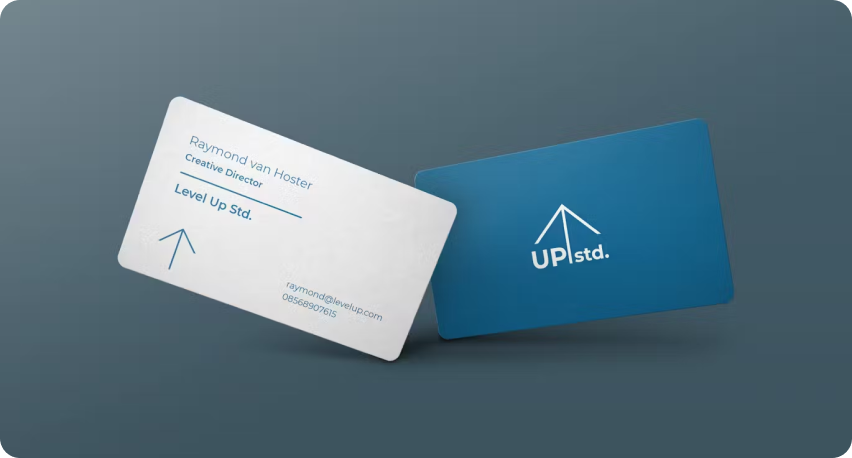 Raymond van Hoster
Creative Director
Level Up Std.
raymond@levelup.com
08568907615
UP std.